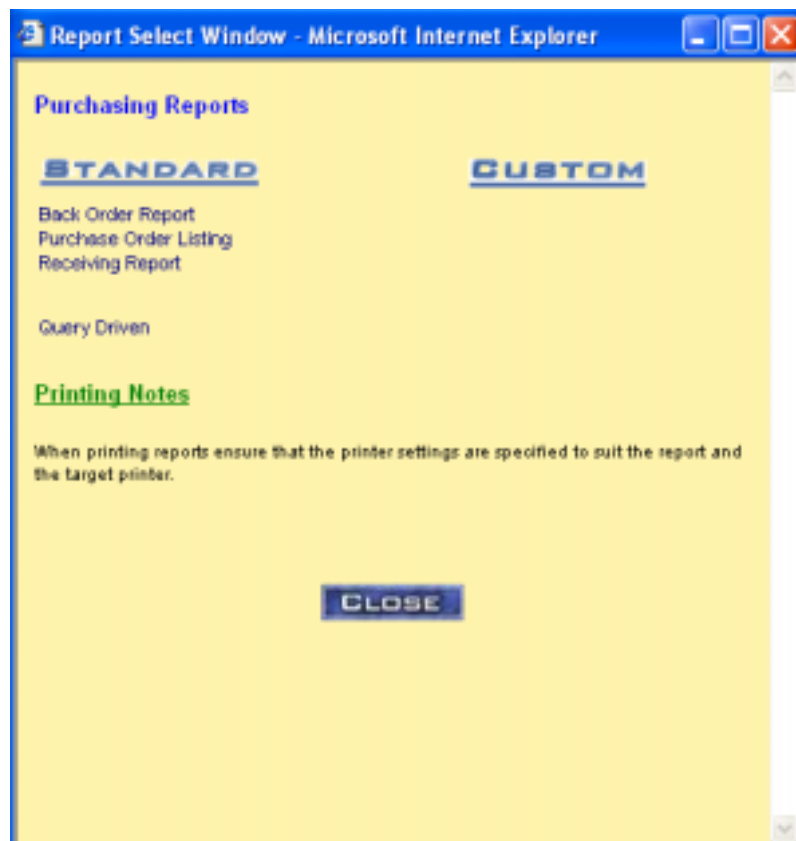 Report Select Window - Microsoft Internet Explorer
Purchasing Reports
STANDARD
CUSTOM
Back Order Report
Purchase Order Listing
Receiving Report
Query Driven
Printing Notes
When printing reports ensure that the printer settings are specified to suit the report and
the target printer.
CLOSE